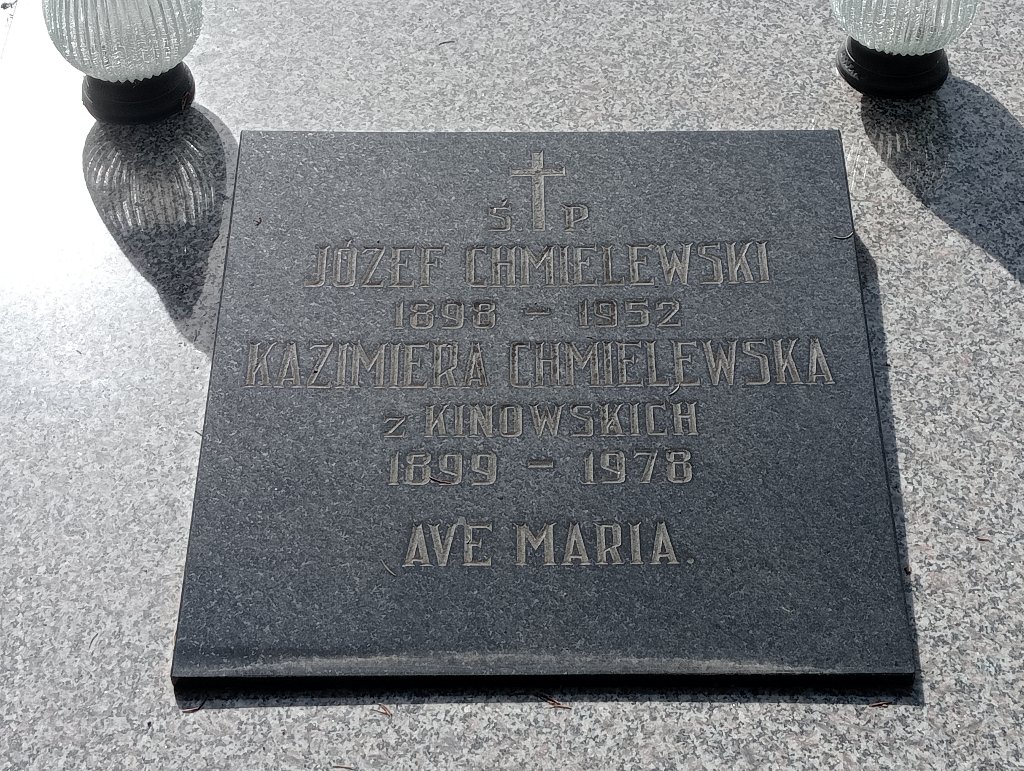 Ś. P.
JÓZEF CHMIELEWSKI
1898 - 1952
KAZIMIERA CHMIELEWSKA
z KINOWSKICH
1899 - 1978
AVE MARIA.